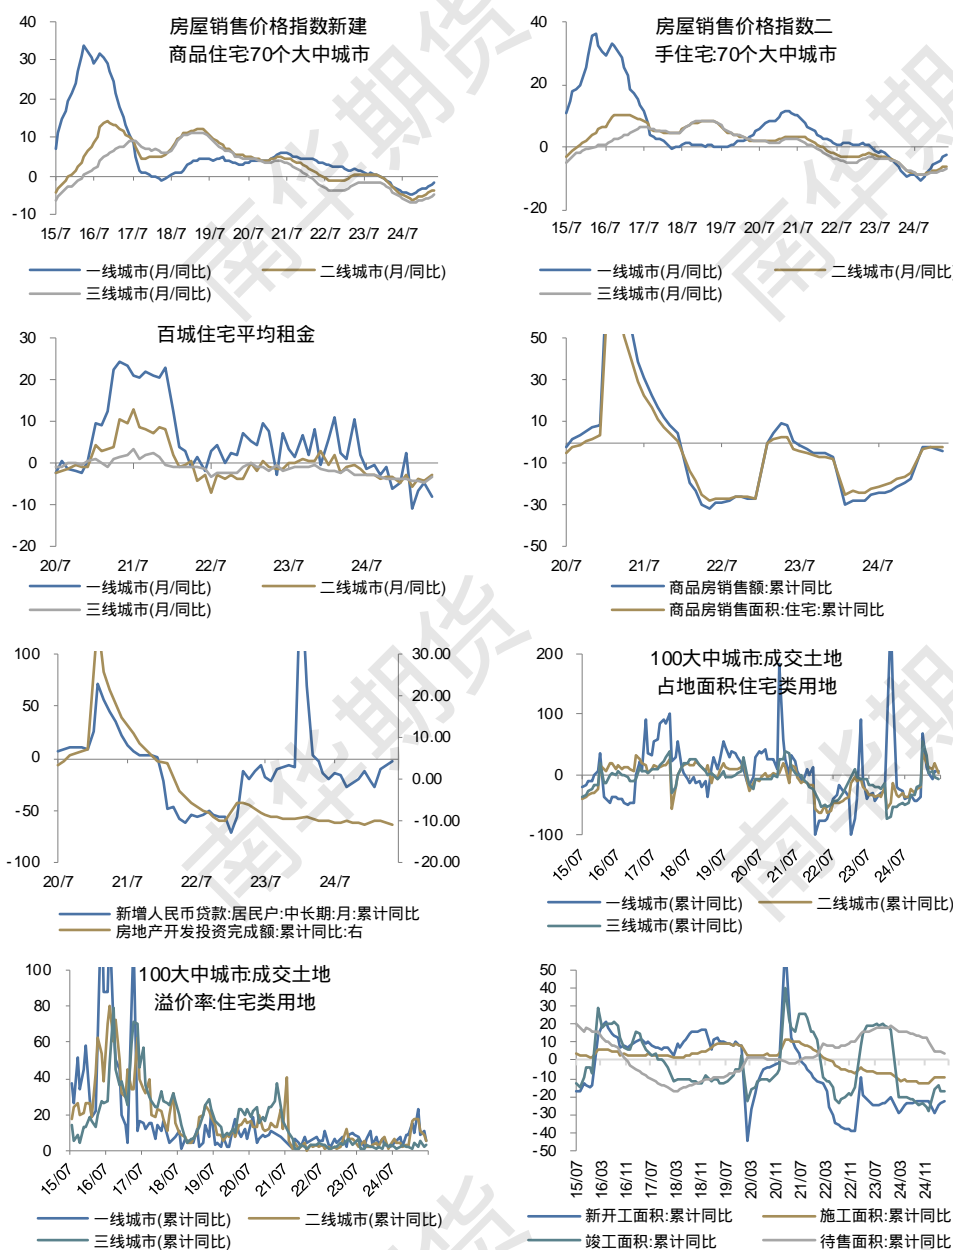 房屋销售价格指数新建
商品住宅:70个大中城市
40
30
20
10
0
-10
15/7 16/7 17/7 18/7 19/7 20/7 21/7 22/7 23/7 24/7
一线城市(月/同比) 二线城市(月/同比)
三线城市(月/同比)
房屋销售价格指数二
手住宅:70个大中城市
40
20
0
-20
15/7 16/7 17/7 18/7 19/7 20/7 21/7 22/7 23/7 24/7
一线城市(月/同比) 二线城市(月/同比)
三线城市(月/同比)
百城住宅平均租金
30
20
10
0
-10
-20
20/7 21/7 22/7 23/7 24/7
一线城市(月/同比) 二线城市(月/同比)
三线城市(月/同比)
50
30
10
-10
-30
-50
20/7 21/7 22/7 23/7 24/7
商品房销售额:累计同比
商品房销售面积:住宅:累计同比
100
50
0
-50
-100
30.00
20.00
10.00
0.00
-10.00
-20.00
20/7 21/7 22/7 23/7 24/7
新增人民币贷款:居民户:中长期:月:累计同比
房地产开发投资完成额:累计同比:右
100大中城市:成交土地
占地面积:住宅类用地
200
100
0
-100
15/07 16/07 17/07 18/07 19/07 20/07 21/07 22/07 23/07 24/07
一线城市(累计同比) 二线城市(累计同比)
三线城市(累计同比)
100大中城市:成交土地
溢价率:住宅类用地
100
80
60
40
20
0
15/07 16/07 17/07 18/07 19/07 20/07 21/07 22/07 23/07 24/07
一线城市(累计同比) 二线城市(累计同比)
三线城市(累计同比)
50
40
30
20
10
0
-10
-20
-30
-40
-50
15/07 16/03 16/11 17/07 18/03 18/11 19/07 20/03 20/11 21/07 22/03 22/11 23/07 24/03 24/11
新开工面积:累计同比 施工面积:累计同比
竣工面积:累计同比 待售面积:累计同比
南华期货
南华期货
南华期货
南华期货